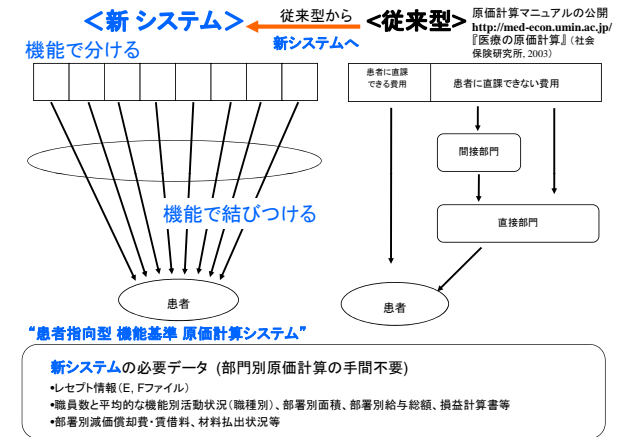 ＜新 システム＞
従来型から
新システムへ
<従来型>
原価計算マニュアルの公開
http://med-econ.umin.ac.jp/
『医療の原価計算』（社会
保険研究所, 2003）
機能で分ける
患者に直課
できる費用
患者に直課できない費用
間接部門
機能で結びつける
直接部門
患者
患者
“患者指向型 機能基準 原価計算システム”
新システムの必要データ (部門別原価計算の手間不要)
•レセプト情報（E, Fファイル）
•職員数と平均的な機能別活動状況（職種別）、部署別面積、部署別給与総額、損益計算書等
•部署別減価償却費・賃借料、材料払出状況等